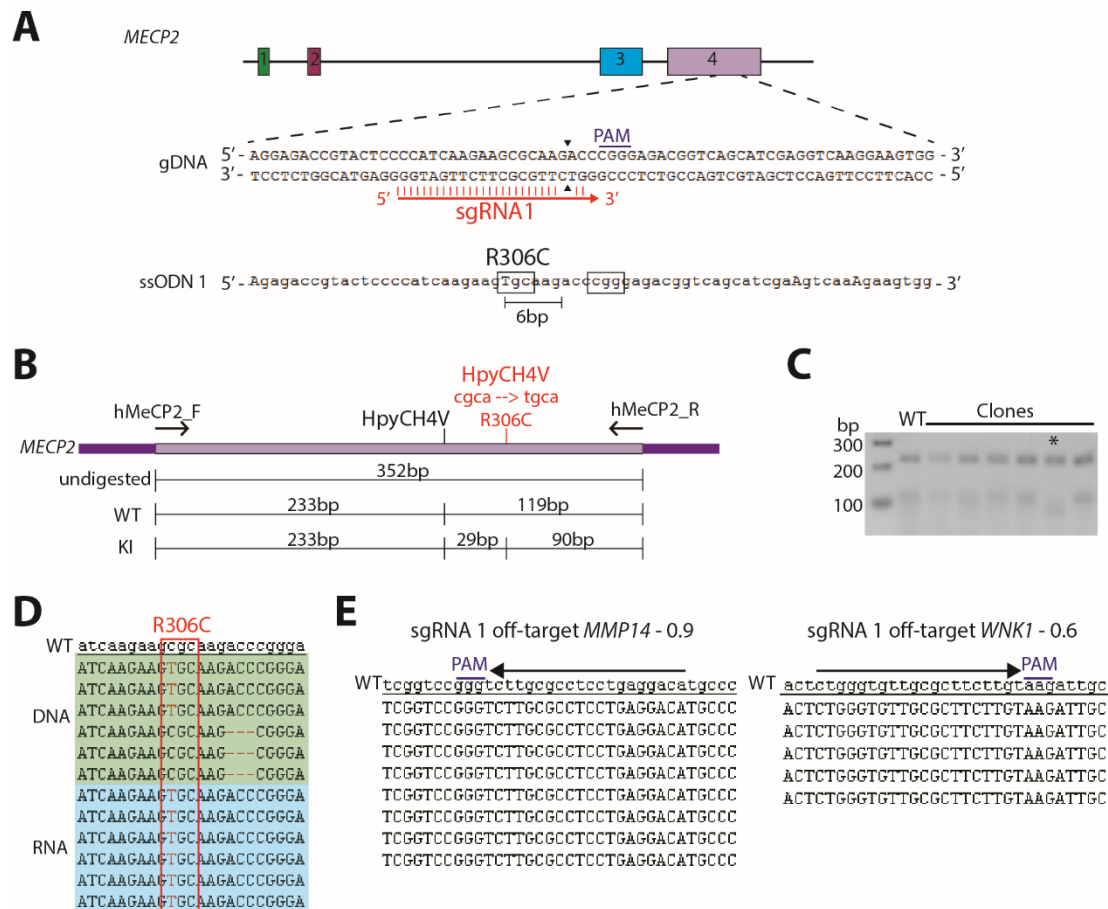 A
MECP2
1 2 3 4
PAM
gDNA
5’ - AGGAGACCGTACTCCCCATCAAGAAGCGCAAGACCCGGGAGACGGTCAGCATCGAGGTCAAGGAAGTGG - 3’
3’ - TCCTCTGGCATGAGGGGTAGTTCTTCGCGTTCTGGGCCCTCTGCCAGTCGTAGCTCCAGTTCCTTCACC - 5’
5’ 3’
sgRNA1
R306C
ssODN 1 5’ - AgagaccgtactccccatcaagaagTgcaagacccgggagacggtcagcatcgaAgtcaaAgaagtgg - 3’
6bp
B
HpyCH4V
cgca --> tgca
R306C
hMeCP2_F HpyCH4V hMeCP2_R
MECP2
undigested 352bp
WT 233bp 119bp
KI 233bp 29bp 90bp
C
bp WT Clones
300 *
200
100
D
R306C
WT atcaagaagcgcaagacccggga
DNA
ATCAAGAAGTGCAAGACCCGGGA
ATCAAGAAGTGCAAGACCCGGGA
ATCAAGAAGTGCAAGACCCGGGA
ATCAAGAAGCGCAAG---CGGGA
ATCAAGAAGCGCAAG---CGGGA
ATCAAGAAGCGCAAG---CGGGA
RNA
ATCAAGAAGTGCAAGACCCGGGA
ATCAAGAAGTGCAAGACCCGGGA
ATCAAGAAGTGCAAGACCCGGGA
ATCAAGAAGTGCAAGACCCGGGA
ATCAAGAAGTGCAAGACCCGGGA
ATCAAGAAGTGCAAGACCCGGGA
E
sgRNA 1 off-target MMP14 - 0.9
PAM
WT tcggtccgggtcttgcgcctcctgaggacatgccc
TCGGTCCGGGTCTTGCGCCTCCTGAGGACATGCCC
TCGGTCCGGGTCTTGCGCCTCCTGAGGACATGCCC
TCGGTCCGGGTCTTGCGCCTCCTGAGGACATGCCC
TCGGTCCGGGTCTTGCGCCTCCTGAGGACATGCCC
TCGGTCCGGGTCTTGCGCCTCCTGAGGACATGCCC
TCGGTCCGGGTCTTGCGCCTCCTGAGGACATGCCC
TCGGTCCGGGTCTTGCGCCTCCTGAGGACATGCCC
TCGGTCCGGGTCTTGCGCCTCCTGAGGACATGCCC
sgRNA 1 off-target WNK1 - 0.6
PAM
WT actctgggtgttgcgcttcttgtaagattgc
ACTCTGGGTGTTGCGCTTCTTGTAAGATTGC
ACTCTGGGTGTTGCGCTTCTTGTAAGATTGC
ACTCTGGGTGTTGCGCTTCTTGTAAGATTGC
ACTCTGGGTGTTGCGCTTCTTGTAAGATTGC
ACTCTGGGTGTTGCGCTTCTTGTAAGATTGC